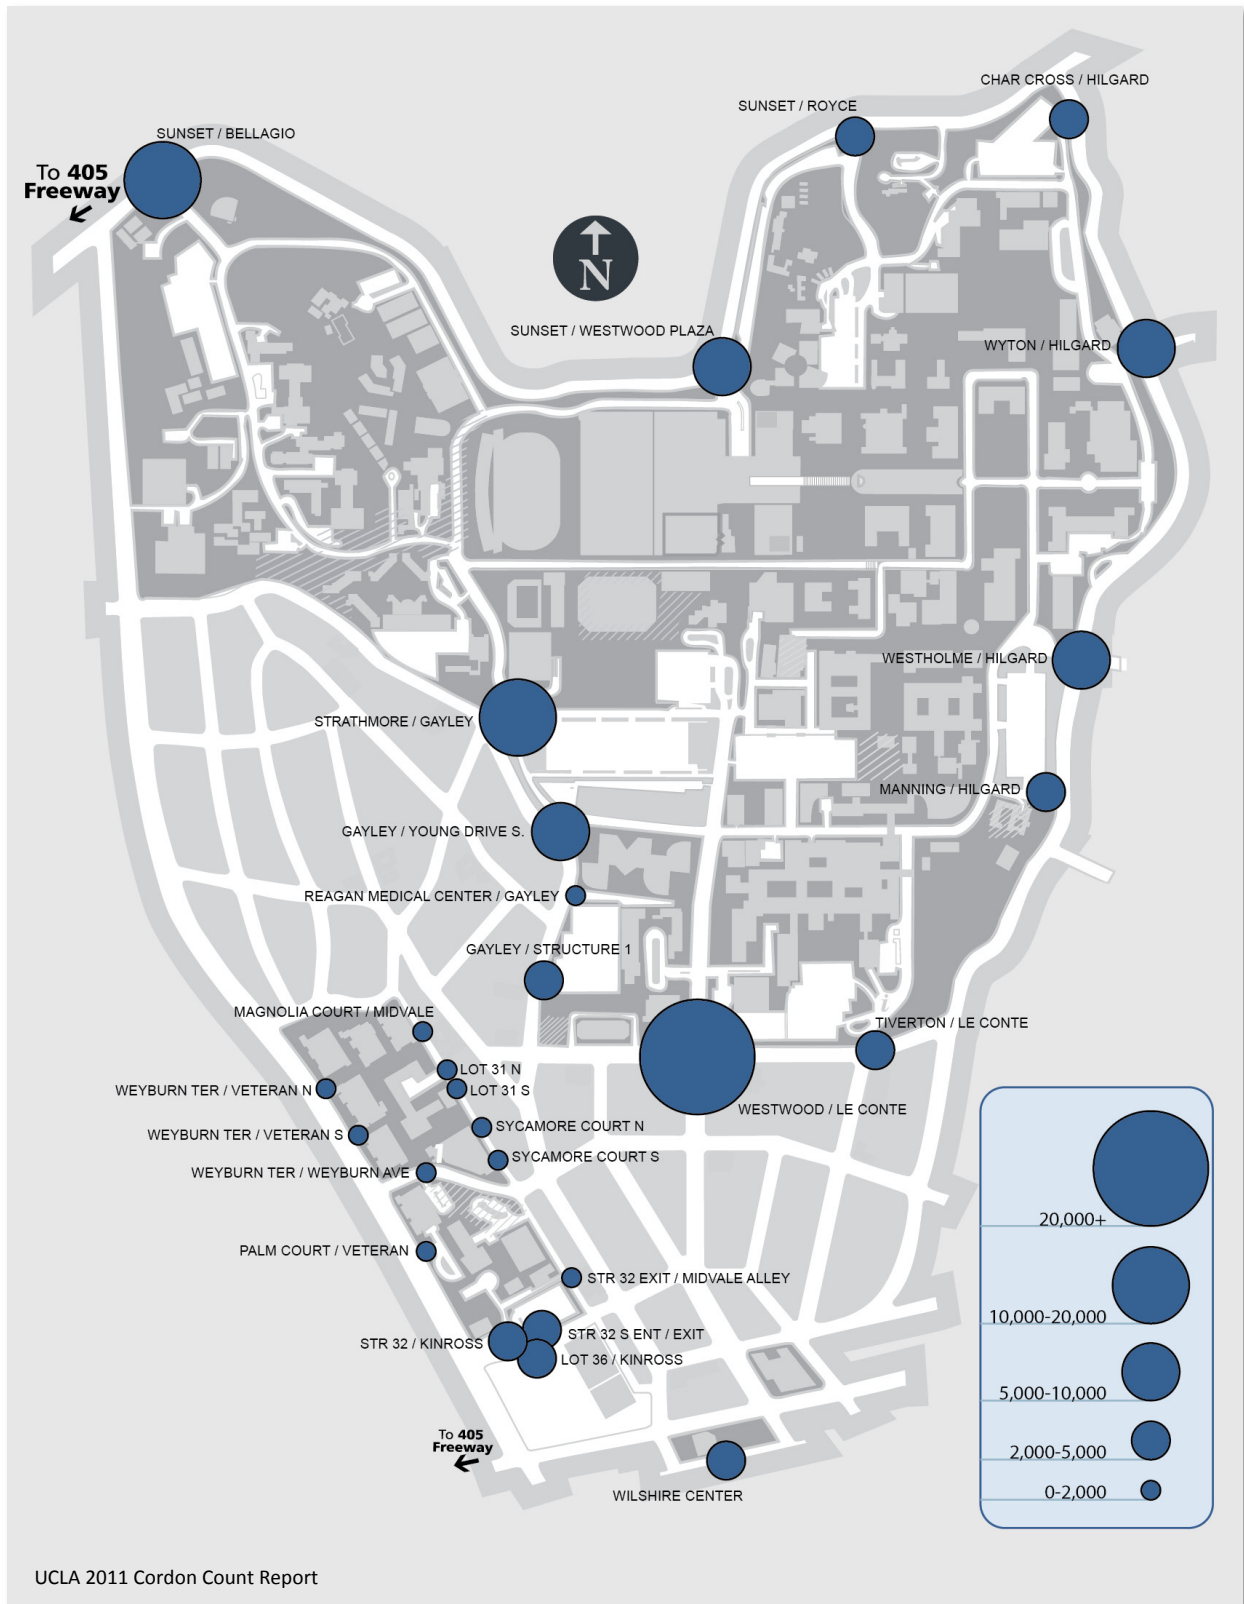 CHAR CROSS / HILGARD
SUNSET / ROYCE
SUNSET / BELLAGIO
To 405
Freeway
N
SUNSET / WESTWOOD PLAZA
WYTON / HILGARD
WESTHOLME / HILGARD
STRATHMORE / GAYLEY
MANNING / HILGARD
GAYLEY / YOUNG DRIVE S.
REAGAN MEDICAL CENTER / GAYLEY
GAYLEY / STRUCTURE 1
MAGNOLIA COURT / MIDVALE
TIVERTON / LE CONTE
LOT 31 N
WEYBURN TER / VETERAN N
LOT 31 S
WESTWOOD / LE CONTE
SYCAMORE COURT N
WEYBURN TER / VETERAN S
SYCAMORE COURT S
WEYBURN TER / WEYBURN AVE
PALM COURT / VETERAN
STR 32 EXIT / MIDVALE ALLEY
STR 32 S ENT / EXIT
STR 32 / KINROSS
LOT 36 / KINROSS
To 405
Freeway
WILSHIRE CENTER
20,000+
10,000-20,000
5,000-10,000
2,000-5,000
0-2,000
UCLA 2011 Cordon Count Report